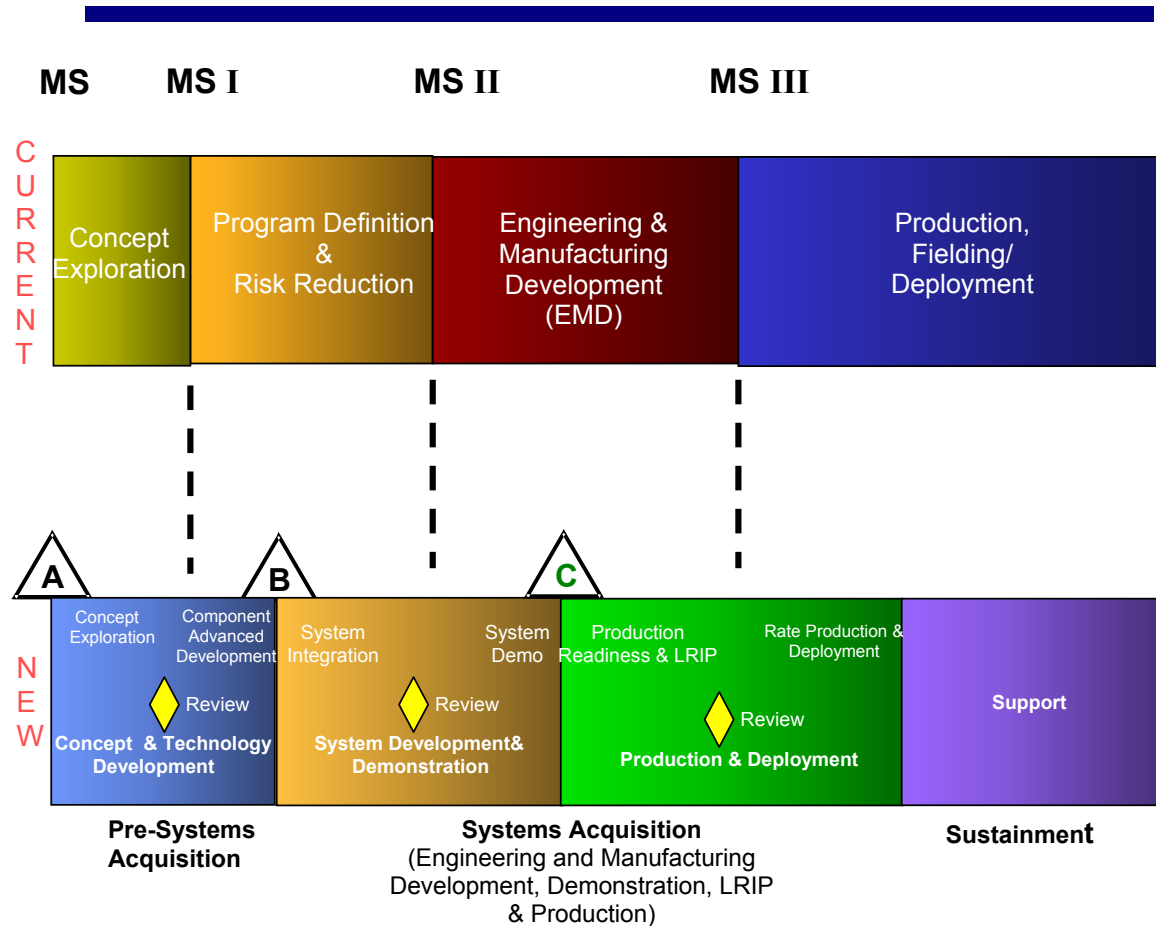 MS
MS I
MS II
MS III
CURRENT
Concept
Exploration
Program Definition
&
Risk Reduction
Engineering &
Manufacturing
Development
(EMD)
Production,
Fielding/
Deployment
A
B
C
NEW
Concept
Exploration
Component
Advanced
Development
Review
Concept & Technology
Development
System
Integration
System
Demo
Review
System Development&
Demonstration
Production
Readiness & LRIP
Rate Production &
Deployment
Review
Production & Deployment
Support
Pre-Systems
Acquisition
Systems Acquisition
(Engineering and Manufacturing
Development, Demonstration, LRIP
& Production)
Sustainment